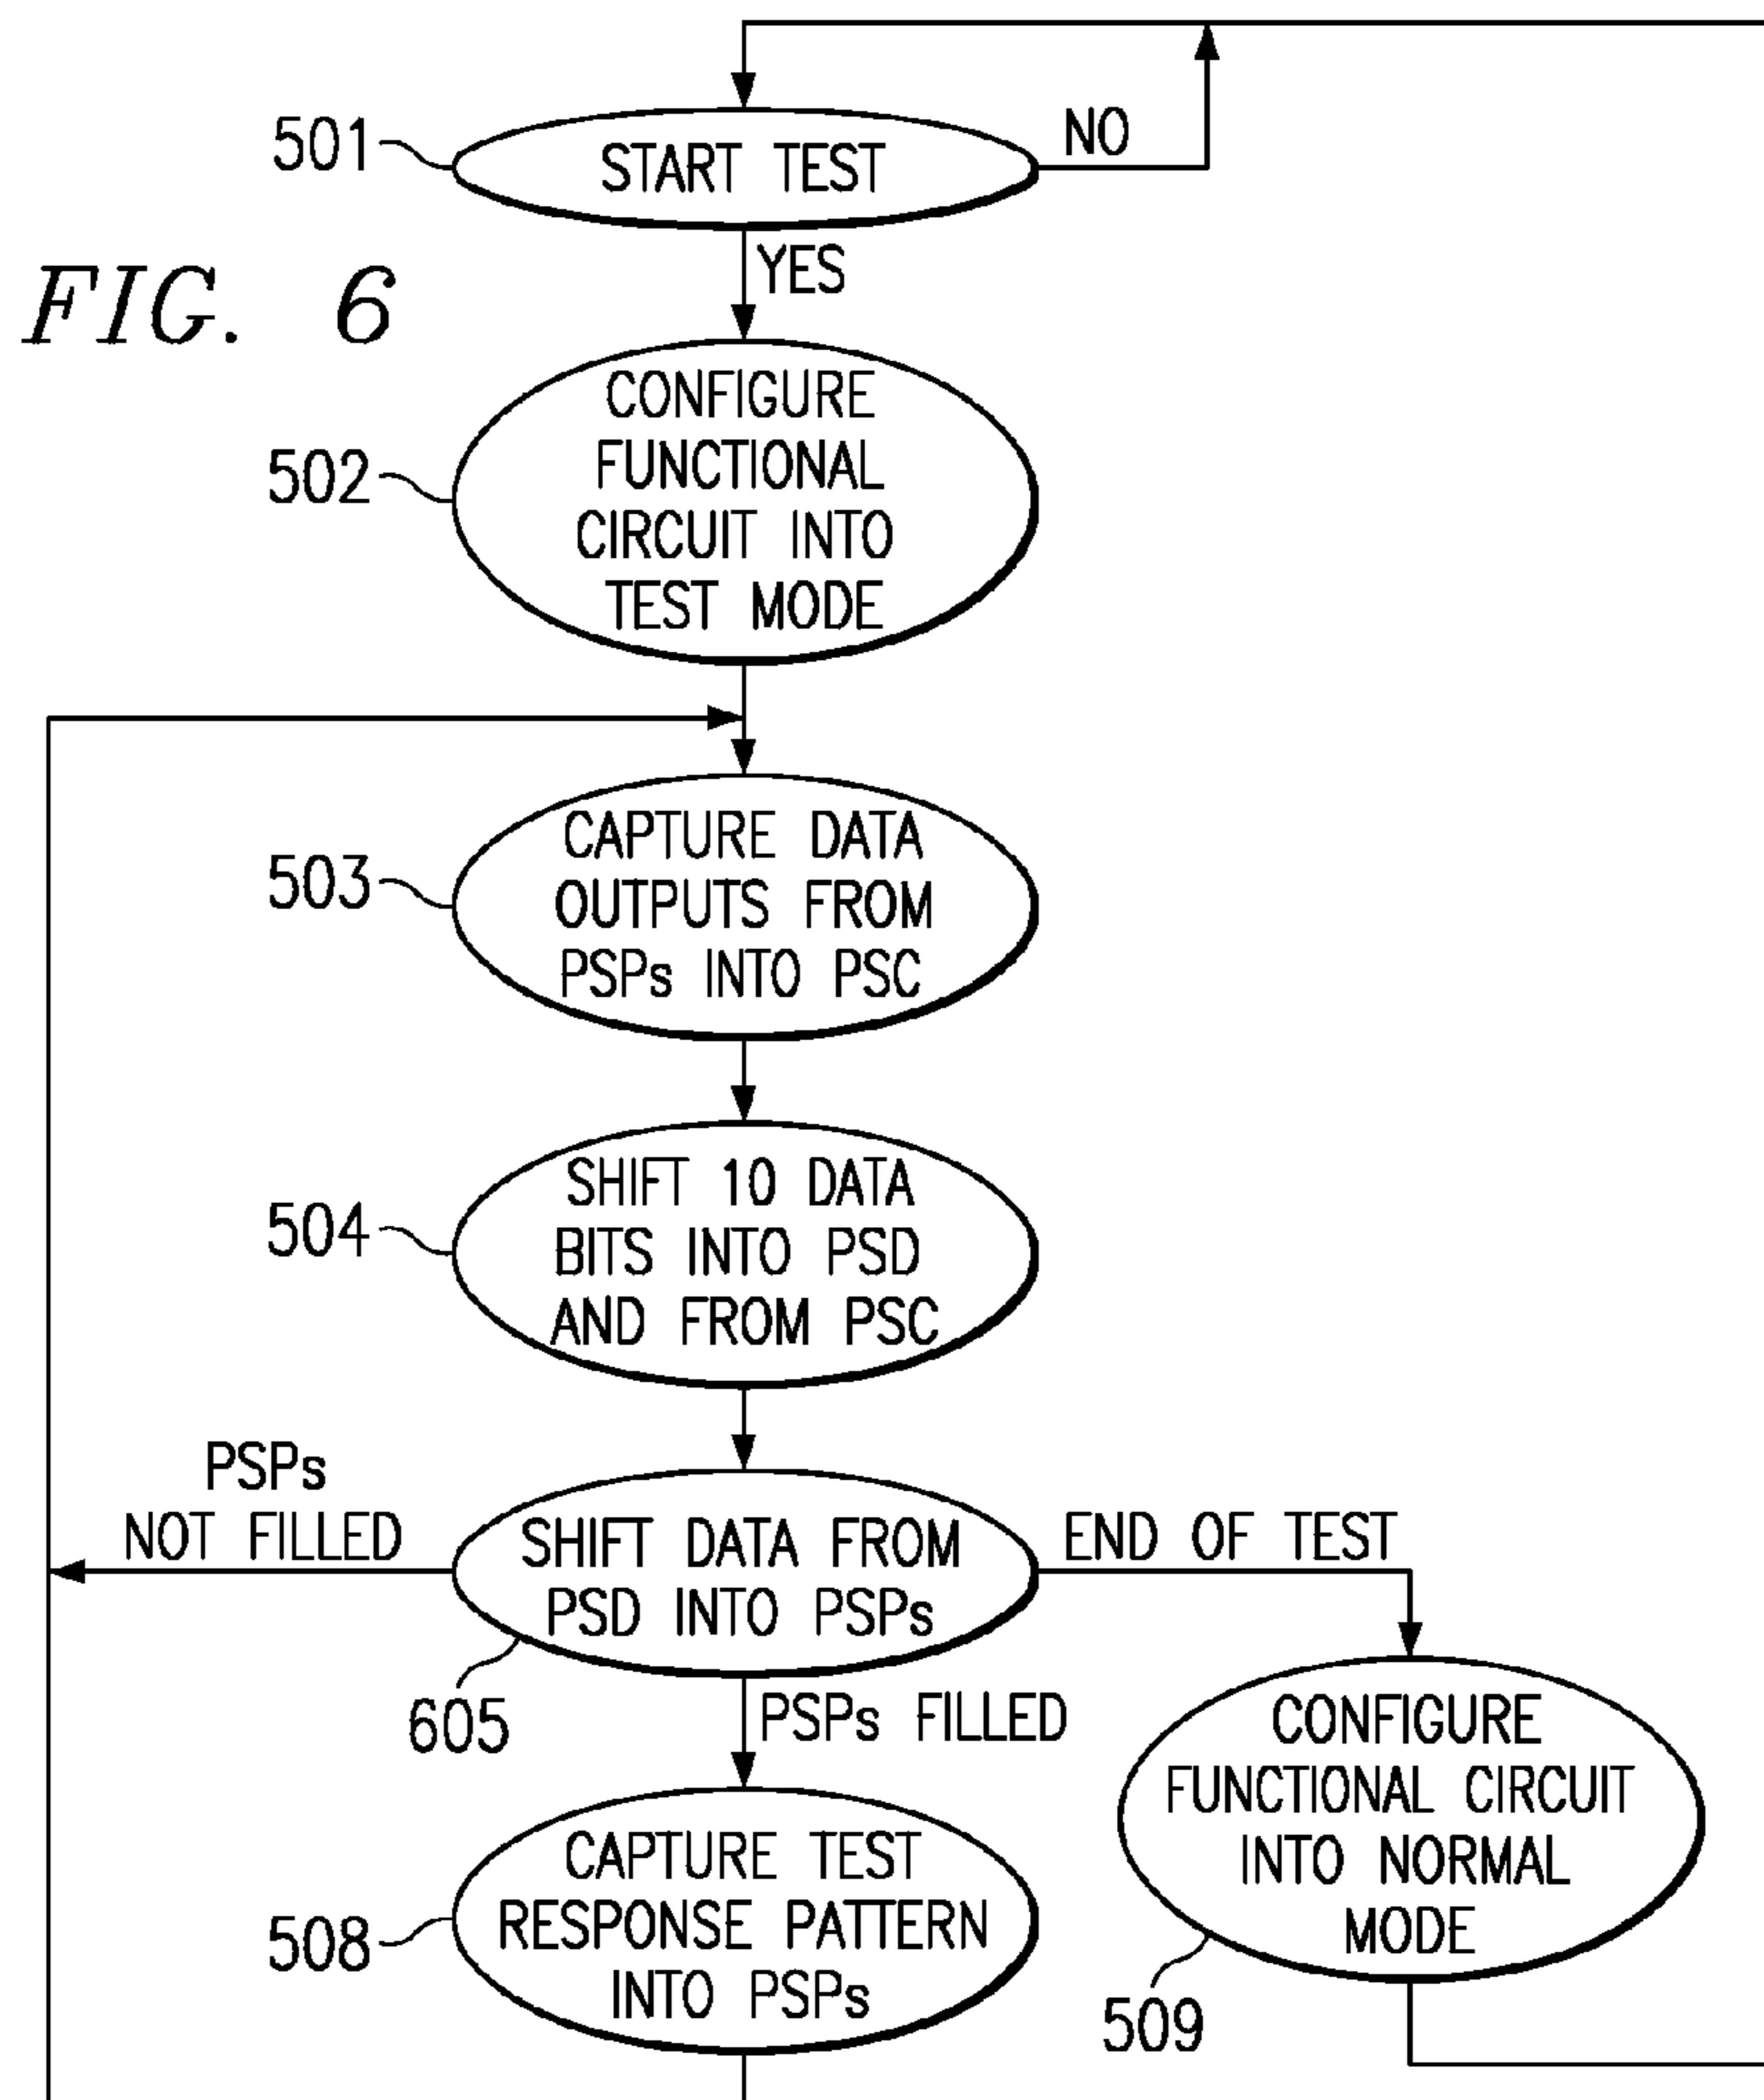 501
START TEST
NO
YES
FIG. 6
502
CONFIGURE
FUNCTIONAL
CIRCUIT INTO
TEST MODE
503
CAPTURE DATA
OUTPUTS FROM
PSPs INTO PSC
504
SHIFT 10 DATA
BITS INTO PSD
AND FROM PSC
PSPs
NOT FILLED
SHIFT DATA FROM
PSD INTO PSPs
END OF TEST
605
PSPs FILLED
CONFIGURE
FUNCTIONAL CIRCUIT
INTO NORMAL
MODE
509
508
CAPTURE TEST
RESPONSE PATTERN
INTO PSPs